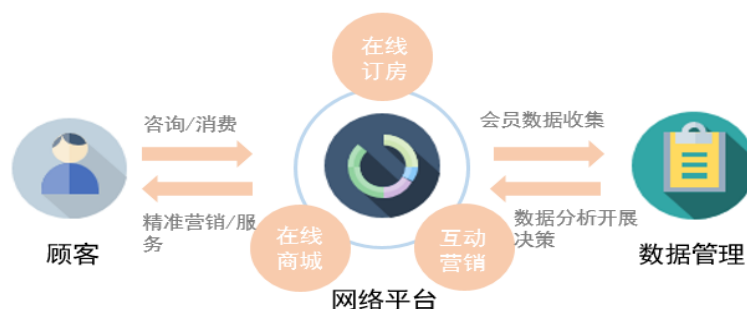 在线
订房
咨询/消费
会员数据收集
精准营销/服
务
在线
商城
互动
营销
数据分析开展
决策
顾客
网络平台
数据管理